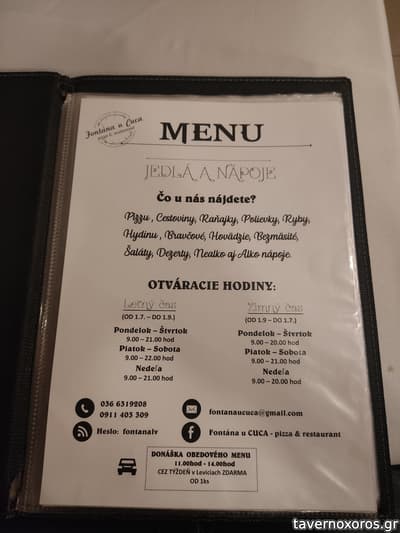 Fontána u Cuca
MENU
JEDLÁ A NÁPOJE
Čo u nás nájdete?
Pizzu , Cestoviny, Raňajky, Polievky, Ryby,
Hydinu , Bravčové, Hovädzie, Bezmäsité,
Šaláty, Dezerty, Nealko aj Alko nápoje.
OTVÁRACIE HODINY:
Letný čas
(OD 1.7. – DO 1.9.)
Pondelok – Štvrtok
9.00 – 21.00 hod
Piatok – Sobota
9.00 – 22.00 hod
Nedeľa
9.00 – 21.00 hod
Zimný čas
(OD 1.9 – DO 1.7.)
Pondelok – Štvrtok
9.00 – 20.00 hod
Piatok – Sobota
9.00 – 21.00 hod
Nedeľa
9.00 – 20.00 hod
036 6319208
0911 403 309
fontanaucuca@gmail.com
Heslo: fontanalv
Fontána u CUCA - pizza & restaurant
DONÁŠKA OBEDOVÉHO MENU
11.00hod - 14.00hod
CEZ TÝŽDEŇ v Leviciach ZDARMA
OD 1ks
tavernoxoros.gr